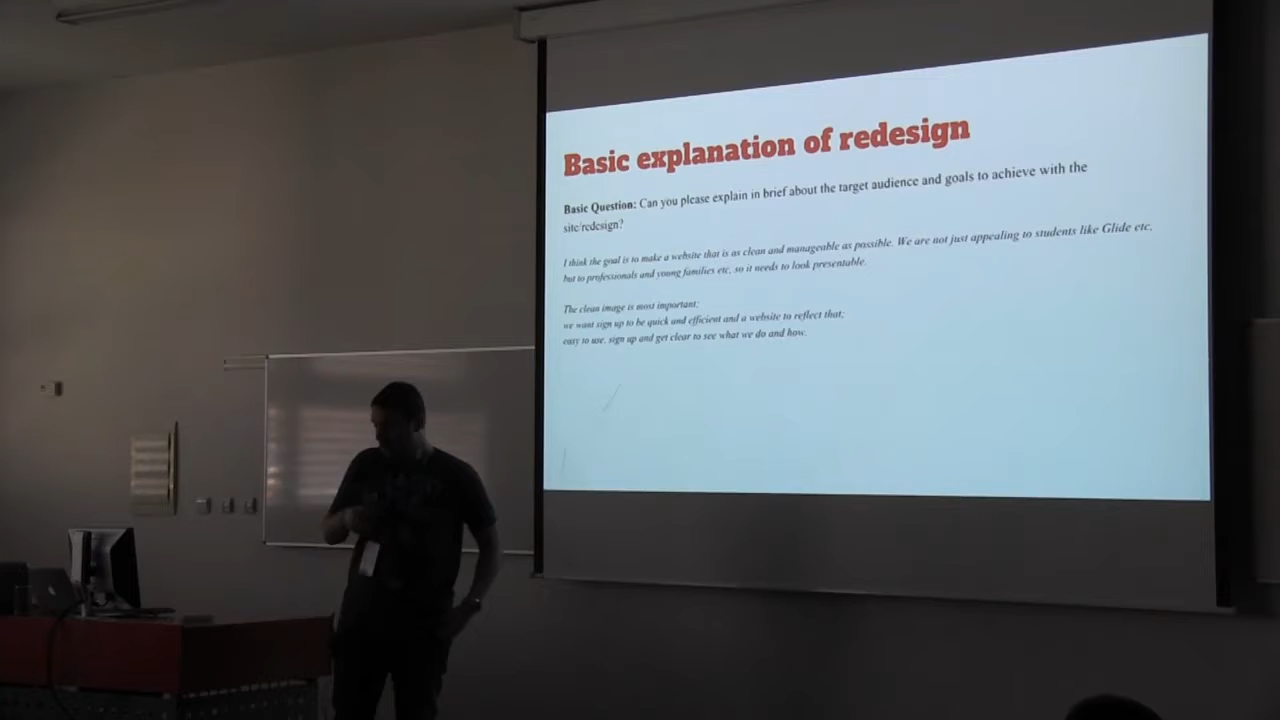 Basic explanation of redesign
Basic Question: Can you please explain in brief about the target audience and goals to achieve with the
site/redesign?
I think the goal is to make a website that is as clean and manageable as possible. We are not just appealing to students like Glide etc,
but to professionals and young families etc, so it needs to look presentable.
The clean image is most important;
we want sign up to be quick and efficient and a website to reflect that;
easy to use, sign up and get clear to see what we do and how.